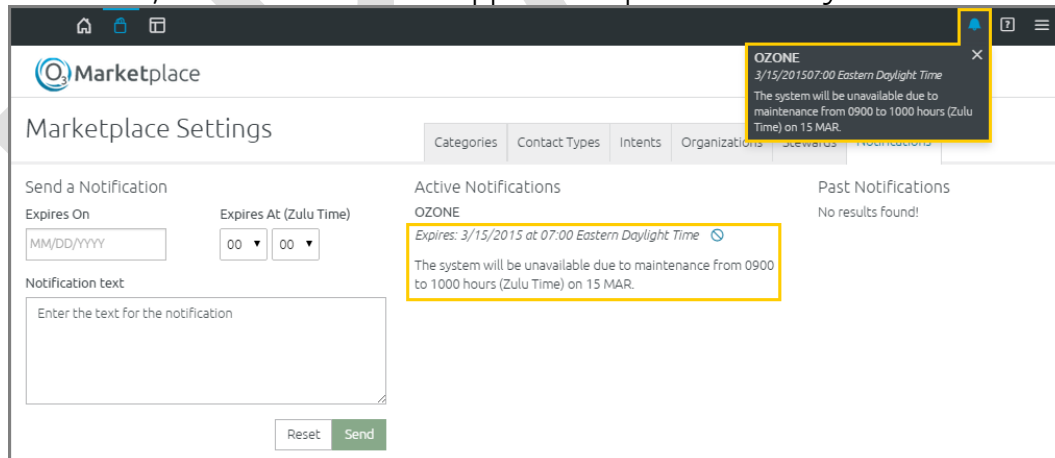 OZONE
3/15/201507:00 Eastern Daylight Time
The system will be unavailable due to
maintenance from 0900 to 1000 hours (Zulu
Time) on 15 MAR.
O3 Marketplace
Marketplace Settings
Categories Contact Types Intents Organizations Stewards Notifications
Send a Notification
Expires On Expires At (Zulu Time)
MM/DD/YYYY 00 00
Notification text
Enter the text for the notification
Reset Send
Active Notifications
OZONE
Expires: 3/15/2015 at 07:00 Eastern Daylight Time
The system will be unavailable due to maintenance from 0900
to 1000 hours (Zulu Time) on 15 MAR.
Past Notifications
No results found!